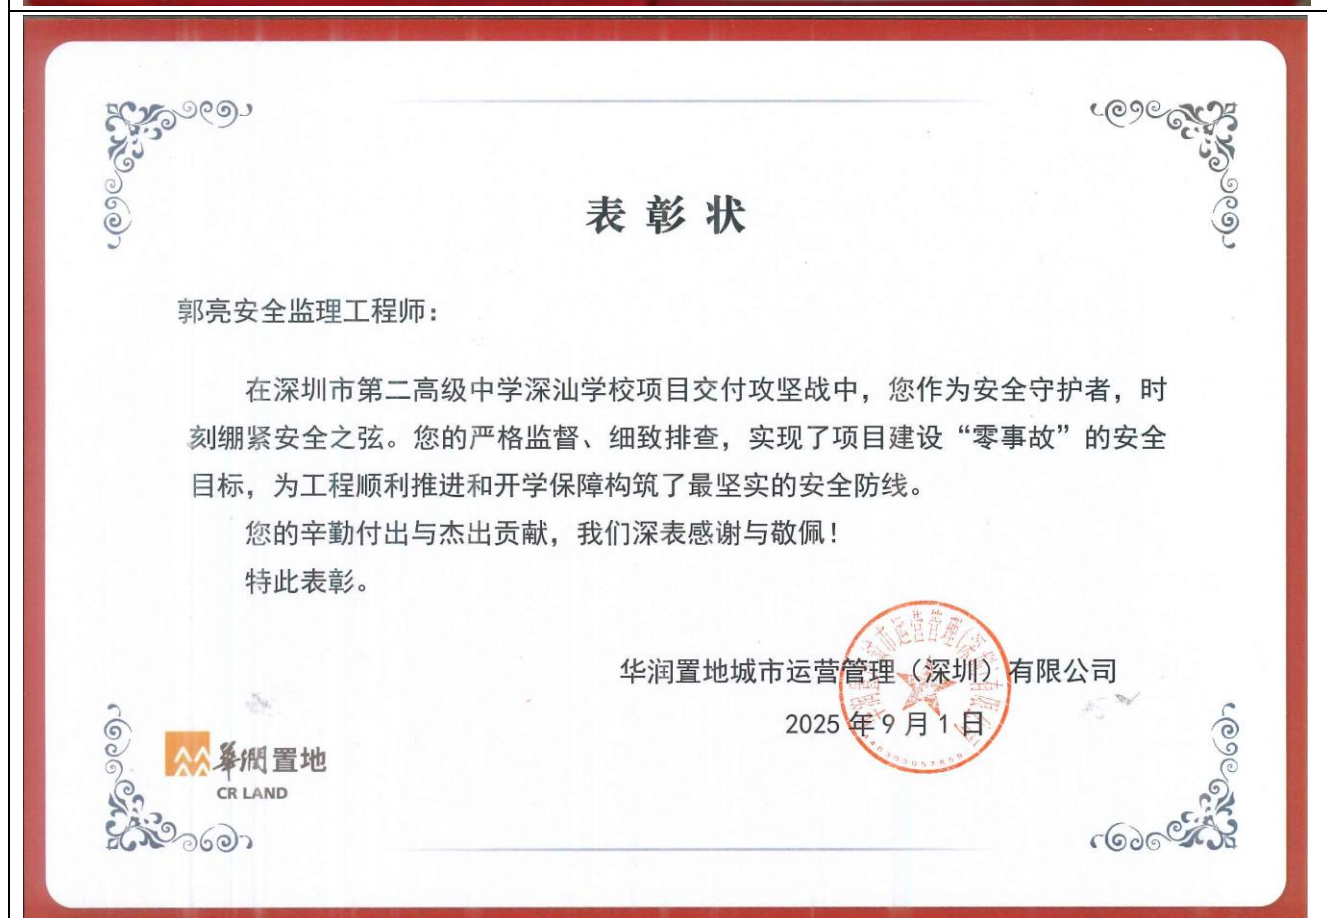 表彰状
郭亮安全监理工程师：
在深圳市第二高级中学深汕学校项目交付攻坚战中，您作为安全守护者，时
刻绷紧安全之弦。您的严格监督、细致排查，实现了项目建设“零事故”的安全
目标，为工程顺利推进和开学保障构筑了最坚实的安全防线。
您的辛勤付出与杰出贡献，我们深表感谢与敬佩！
特此表彰。
华润置地城市运营管理（深圳）有限公司
2025年9月1日
華潤置地
CR LAND